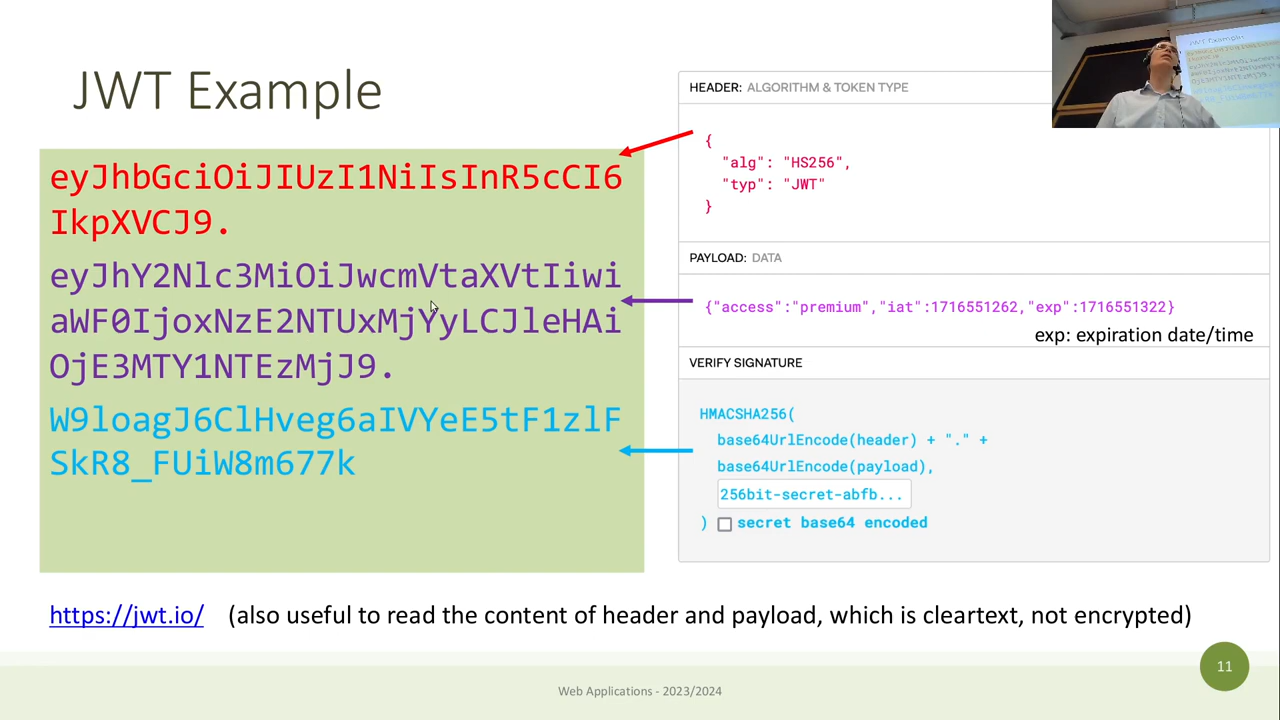 JWT Example
eyJhbGciOiJIUzI1NiIsInR5cCI6
IkpXVCJ9.
eyJhY2Nlc3MiOiJwcmVtaXVtIiwi
aWF0IjoxNzE2NTUxMjYyLCJleHAi
OjE3MTY1NTEzMjJ9.
W9loagJ6ClHveg6aIVYeE5tF1zlF
SkR8_FUiW8m677k
HEADER: ALGORITHM & TOKEN TYPE
{
"alg": "HS256",
"typ": "JWT"
}
PAYLOAD: DATA
{"access":"premium","iat":1716551262,"exp":1716551322}
exp: expiration date/time
VERIFY SIGNATURE
HMACSHA256(
base64UrlEncode(header) + "." +
base64UrlEncode(payload),
256bit-secret-abfb...
) secret base64 encoded
https://jwt.io/ (also useful to read the content of header and payload, which is cleartext, not encrypted)
Web Applications - 2023/2024
11
JWT Example